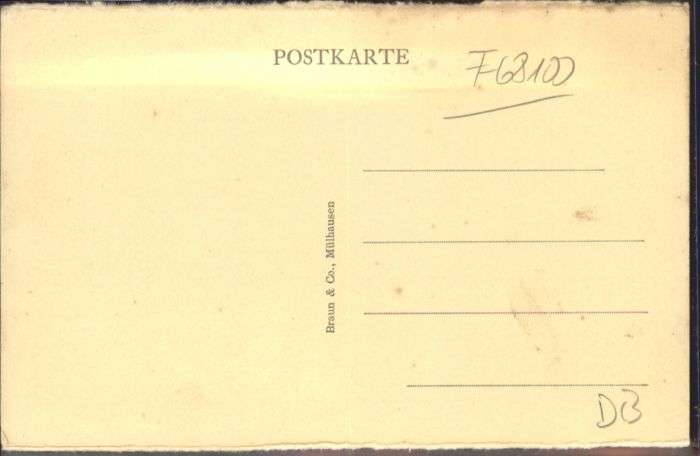 POSTKARTE
F68100
Braun & Co., Mülhausen
DB